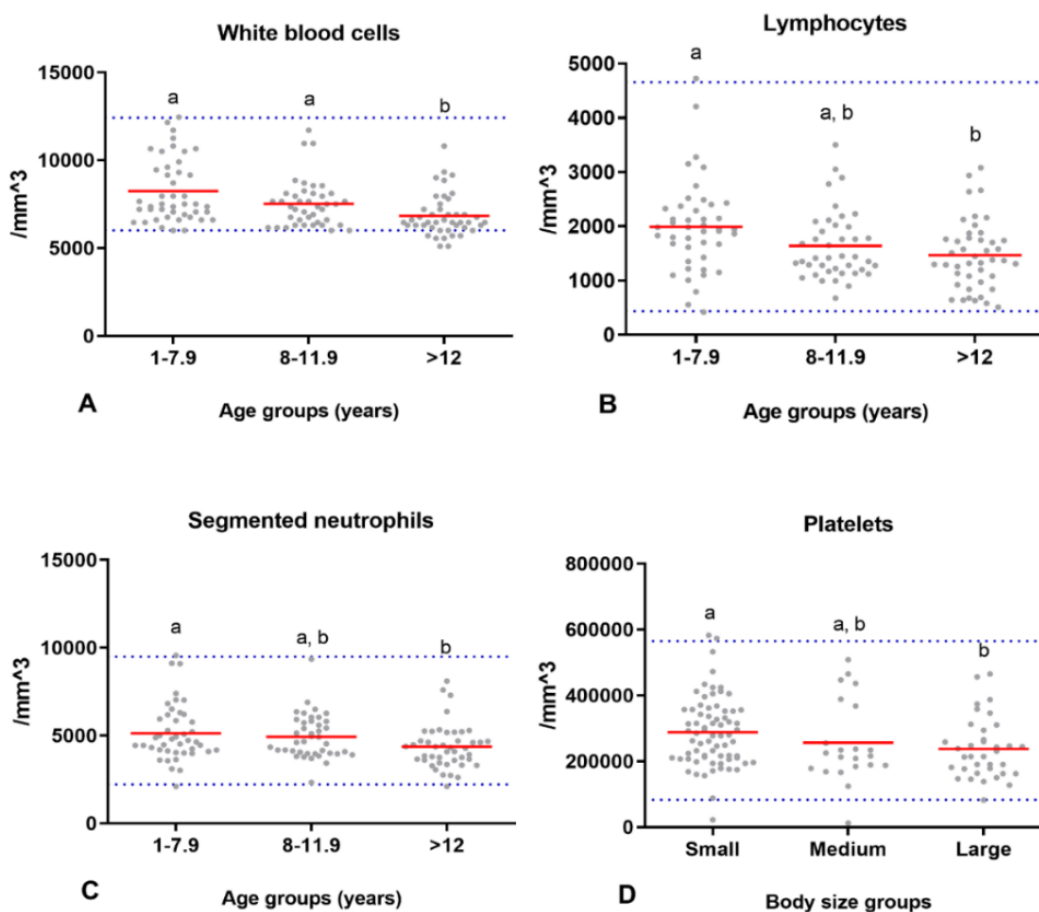 White blood cells
15000
10000
5000
0
/mm^3
a
a
b
1-7.9
8-11.9
>12
A
Age groups (years)
Lymphocytes
5000
4000
3000
2000
1000
0
/mm^3
a
a, b
b
1-7.9
8-11.9
>12
B
Age groups (years)
Segmented neutrophils
15000
10000
5000
0
/mm^3
a
a, b
b
1-7.9
8-11.9
>12
C
Age groups (years)
Platelets
800000
600000
400000
200000
0
/mm^3
a
a, b
b
Small
Medium
Large
D
Body size groups